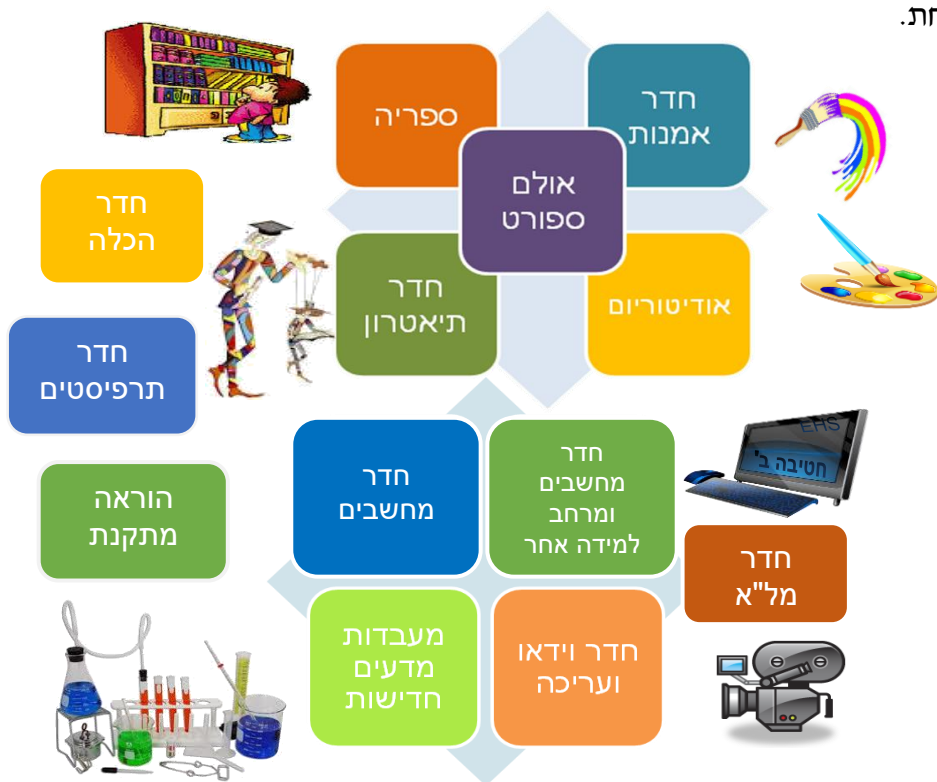 חת.
חדר
אמנות
ספריה
אולם
ספורט
אודיטוריום
חדר
תיאטרון
חדר
הכלה
חדר
תרפיסטים
הוראה
מתקנת
חדר
מחשבים
ומרחב
למידה אחר
חדר
מחשבים
EHS
חטיבה ב'
חדר
מל"א
חדר וידאו
ועריכה
מעבדות
מדעים
חדישות